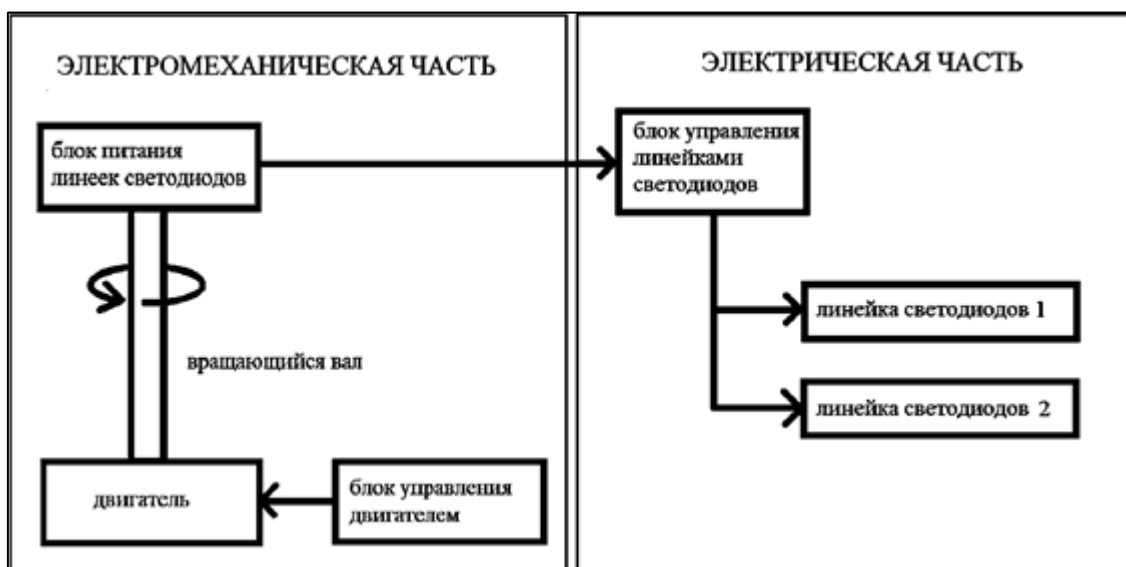 ЭЛЕКТРОМЕХАНИЧЕСКАЯ ЧАСТЬ
блок питания
линеек светодиодов
вращающийся вал
двигатель
блок управления
двигателем
ЭЛЕКТРИЧЕСКАЯ ЧАСТЬ
блок управления
линейками
светодиодов
линейка светодиодов 1
линейка светодиодов 2